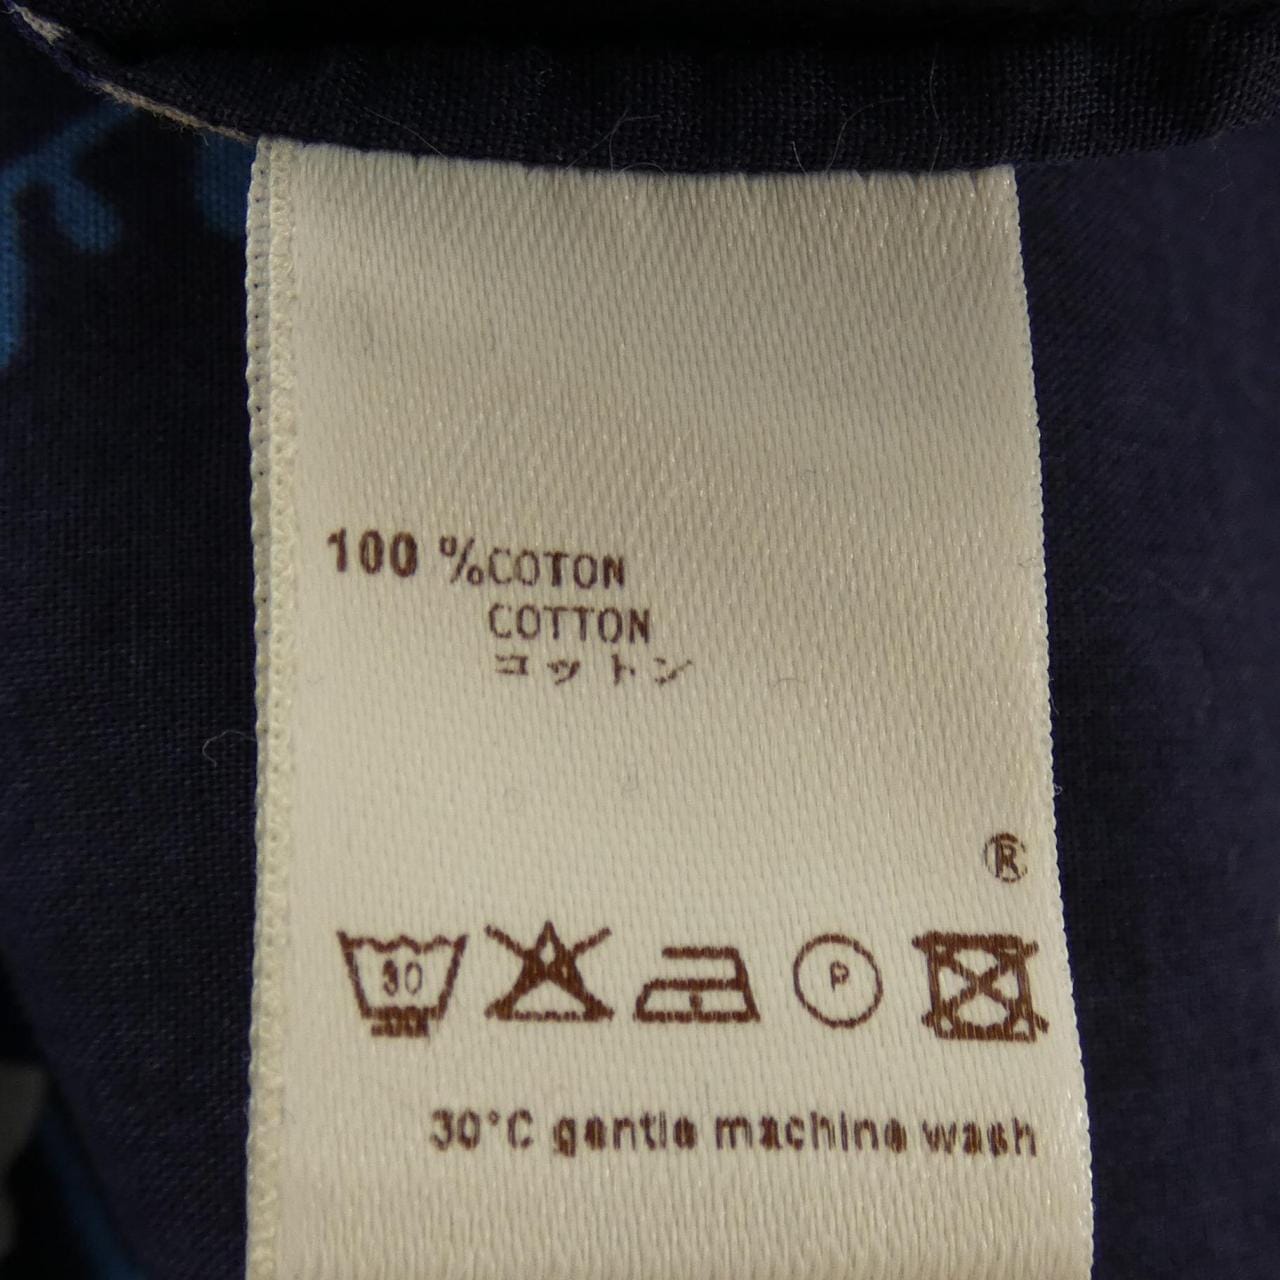 100 %COTON
COTTON
コットン
®
30
P
30°C gentle machine wash